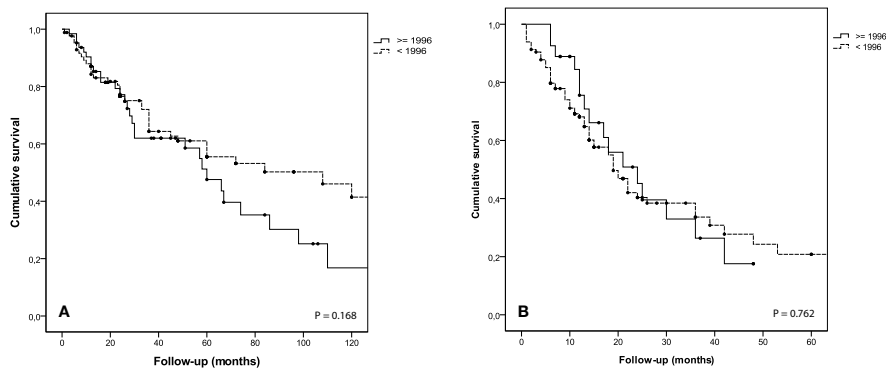 1,0
0,8
0,6
0,4
0,2
0,0
Cumulative survival
>= 1996
< 1996
A
P = 0.168
0 20 40 60 80 100 120
Follow-up (months)
1,0
0,8
0,6
0,4
0,2
0,0
Cumulative survival
>= 1996
< 1996
B
P = 0.762
0 10 20 30 40 50 60
Follow-up (months)